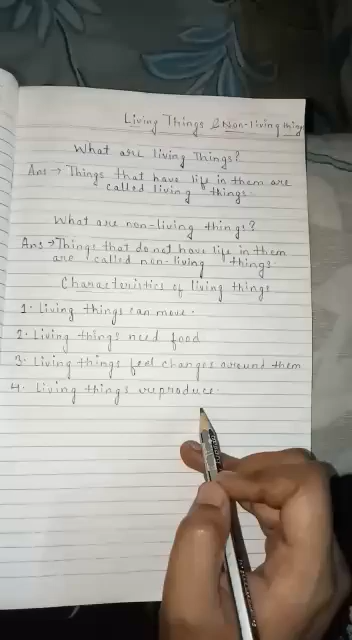 Living Things & Non-living things
What are living Things?
Ans → Things that have life in them are
called living things.
What are non-living things?
Ans → Things that do not have life in them
are called non-living things.
Characteristics of living things
1. Living things can move.
2. Living things need food
3. Living things feel changes around them
4. Living things reproduce.